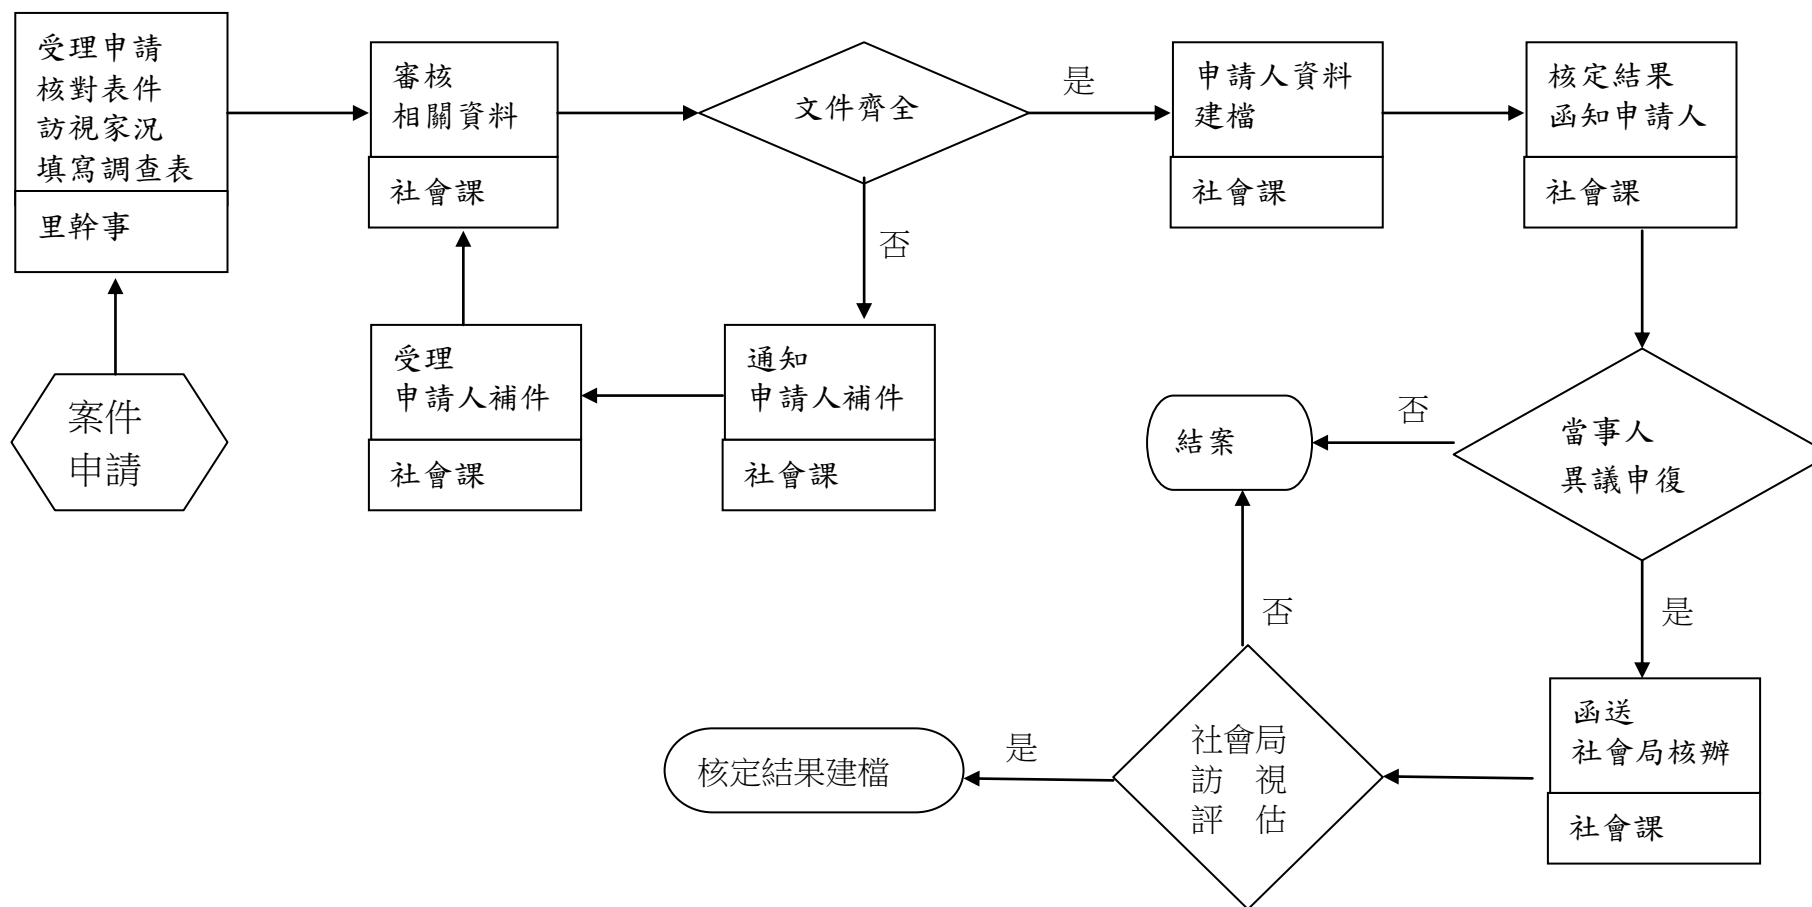 受理申請
核對表件
訪視家況
填寫調查表
里幹事
案件
申請
審核
相關資料
社會課
文件齊全
是
否
通知
申請人補件
社會課
受理
申請人補件
社會課
申請人資料
建檔
社會課
核定結果
函知申請人
社會課
當事人
異議申復
否
結案
是
函送
社會局核辦
社會課
社會局
訪 視
評 估
否
是
核定結果建檔